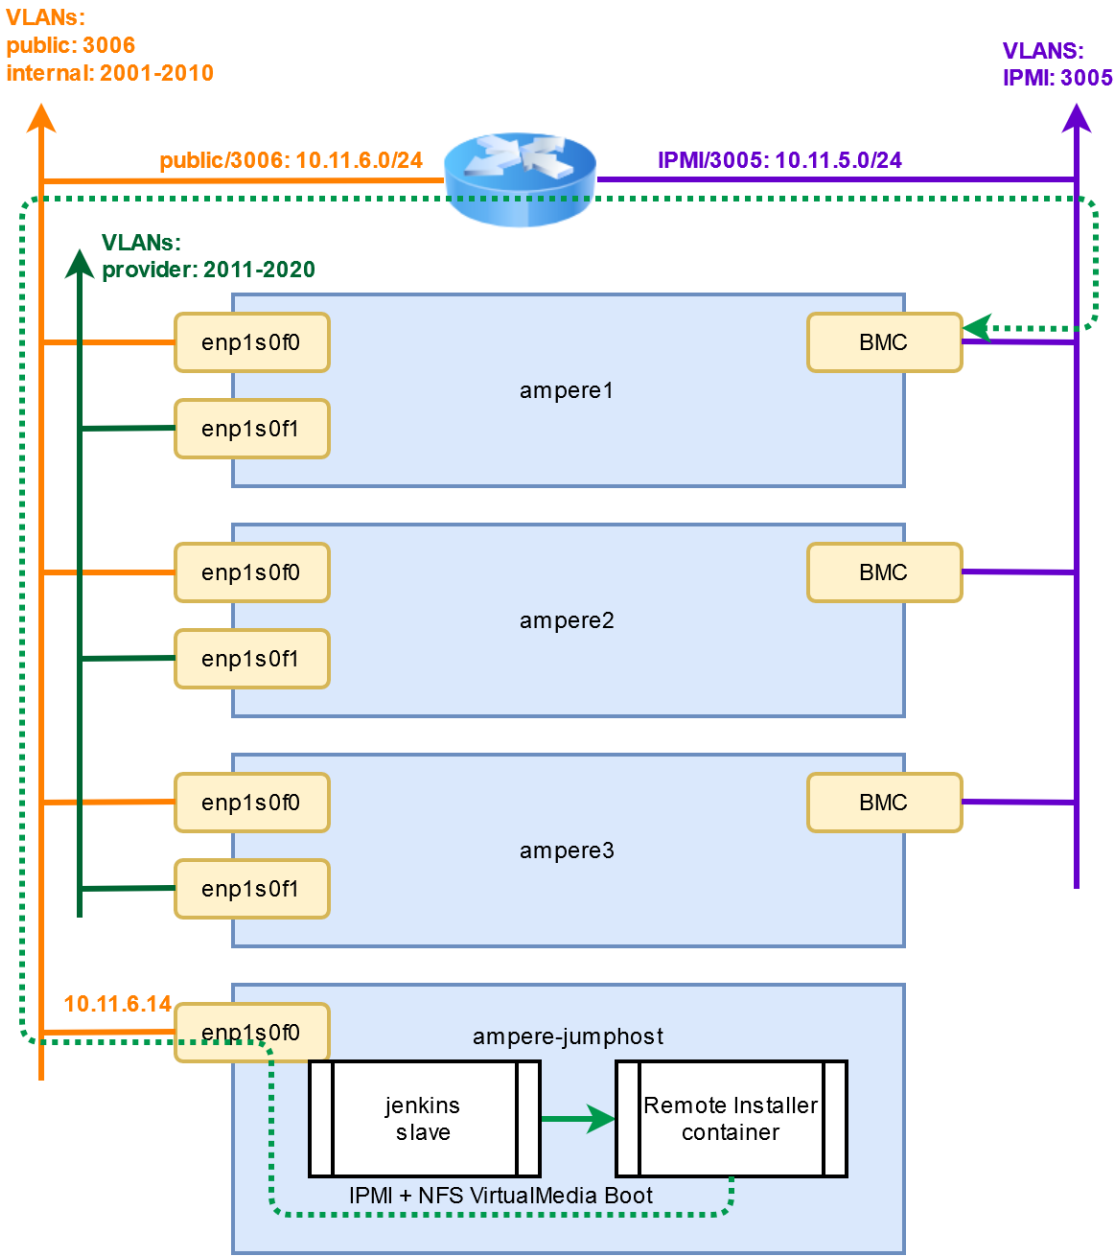 VLANs:
public: 3006
internal: 2001-2010
VLANS:
IPMI: 3005
public/3006: 10.11.6.0/24
IPMI/3005: 10.11.5.0/24
VLANs:
provider: 2011-2020
enp1s0f0
BMC
ampere1
enp1s0f1
enp1s0f0
BMC
ampere2
enp1s0f1
enp1s0f0
BMC
ampere3
enp1s0f1
10.11.6.14
enp1s0f0
ampere-jumphost
jenkins
slave
Remote Installer
container
IPMI + NFS VirtualMedia Boot